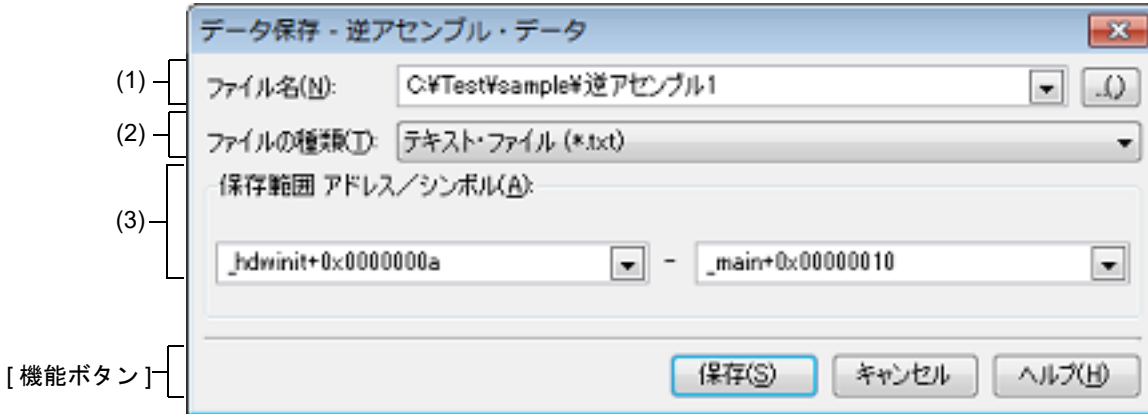 データ保存 - 逆アセンブル・データ
(1) ファイル名(N): C:¥Test¥sample¥逆アセンブル1 ...()
(2) ファイルの種類(T): テキスト・ファイル (*.txt)
(3) 保存範囲 アドレス／シンボル(A):
_hdwinit+0x0000000a - _main+0x00000010
[ 機能ボタン ] 保存(S) キャンセル ヘルプ(H)